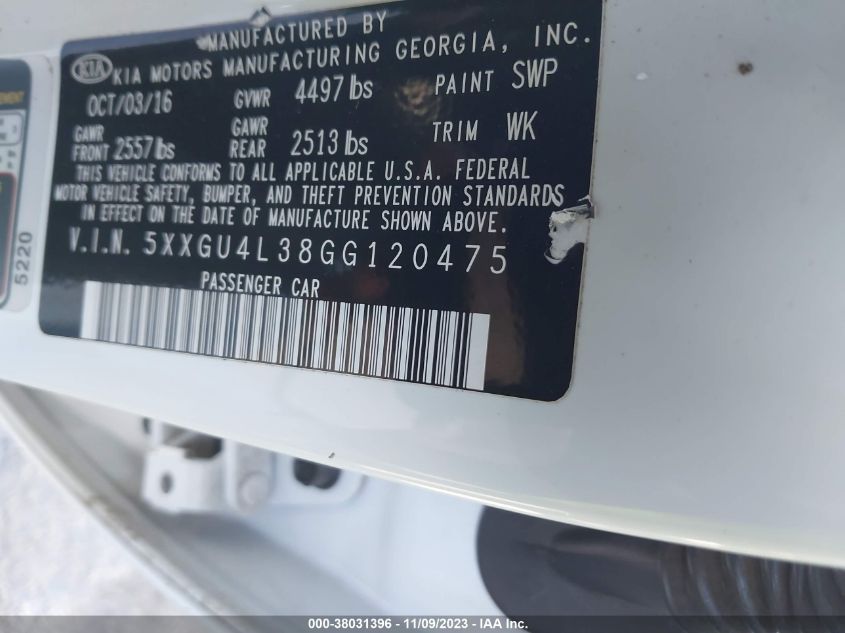 MANUFACTURED BY
KIA KIA MOTORS MANUFACTURING GEORGIA, INC.
OCT/03/16 GVWR 4497 lbs PAINT SWP
GAWR FRONT 2557 lbs GAWR REAR 2513 lbs TRIM WK
THIS VEHICLE CONFORMS TO ALL APPLICABLE U.S.A. FEDERAL
MOTOR VEHICLE SAFETY, BUMPER, AND THEFT PREVENTION STANDARDS
IN EFFECT ON THE DATE OF MANUFACTURE SHOWN ABOVE.
V.I.N. 5XXGU4L38GG120475
PASSENGER CAR
5220
000-38031396 - 11/09/2023 - IAA Inc.